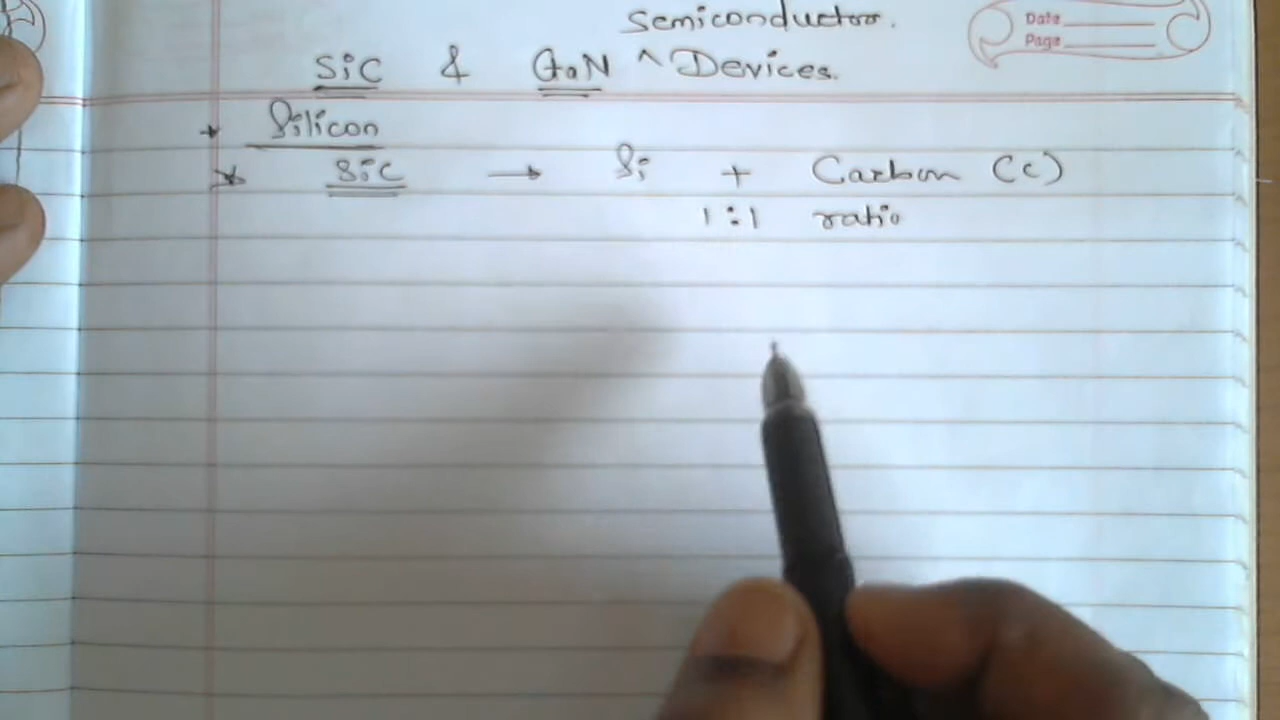 Semiconductor.
SiC & GaN ^ Devices.
Date
Page
* Silicon
* SiC → Si + Carbon (C)
1:1 ratio